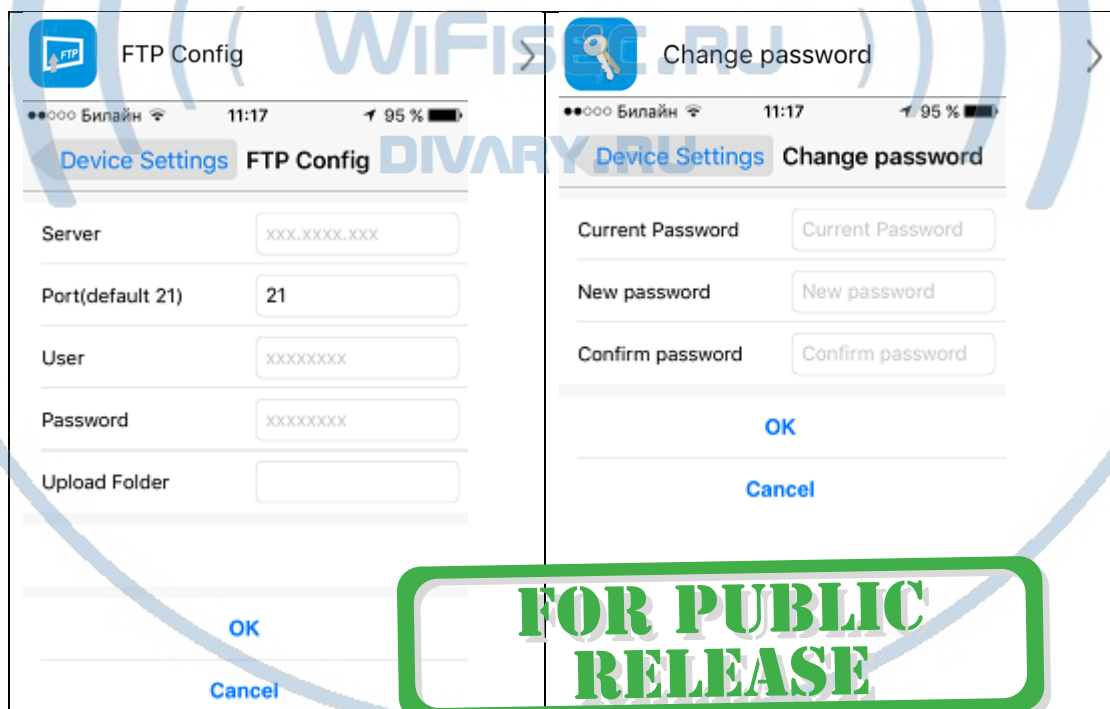 WiFiSEC.RU
DIVARY.RU
FTP
FTP Config
Билайн 11:17 95 %
Device Settings FTP Config
Server xxx.xxxx.xxx
Port(default 21) 21
User xxxxxxxx
Password xxxxxxxx
Upload Folder
OK
Cancel
Change password
Билайн 11:17 95 %
Device Settings Change password
Current Password Current Password
New password New password
Confirm password Confirm password
OK
Cancel
FOR PUBLIC
RELEASE